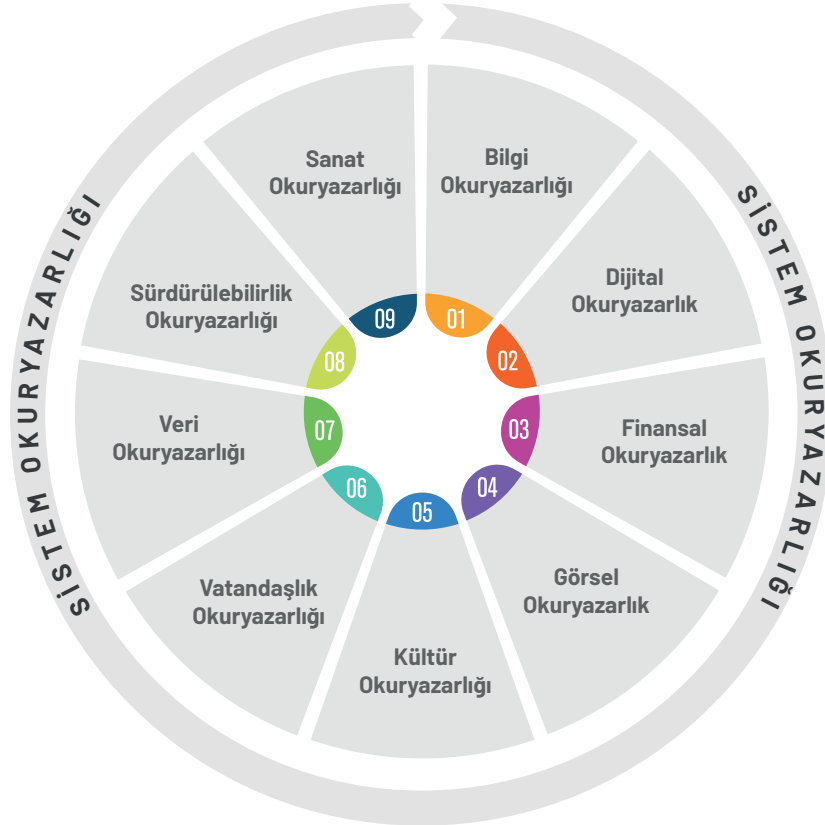 SİSTEM OKURYAZARLIĞI
SİSTEM OKURYAZARLIĞI
01
Bilgi
Okuryazarlığı
02
Dijital
Okuryazarlık
03
Finansal
Okuryazarlık
04
Görsel
Okuryazarlık
05
Kültür
Okuryazarlığı
06
Vatandaşlık
Okuryazarlığı
07
Veri
Okuryazarlığı
08
Sürdürülebilirlik
Okuryazarlığı
09
Sanat
Okuryazarlığı